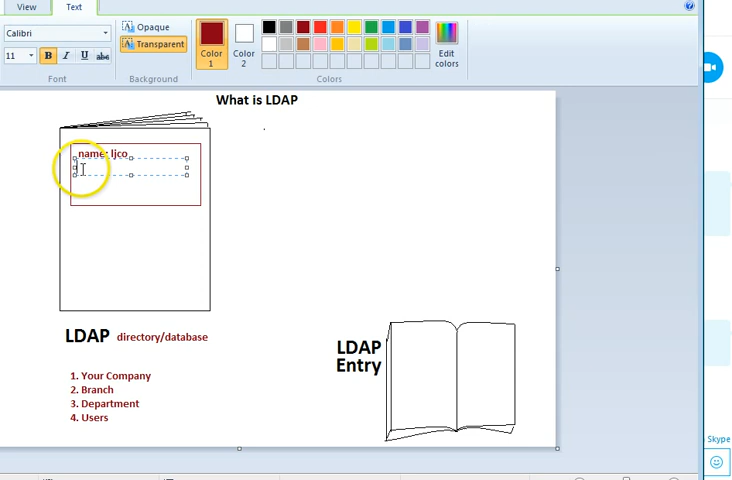 View Text
Calibri
Opaque
Color 1
Color 2
Edit colors
11
B I U abc
Transparent
Font
Background
Colors
What is LDAP
name: ljco
LDAP directory/database
LDAP Entry
1. Your Company
2. Branch
3. Department
4. Users
Skype